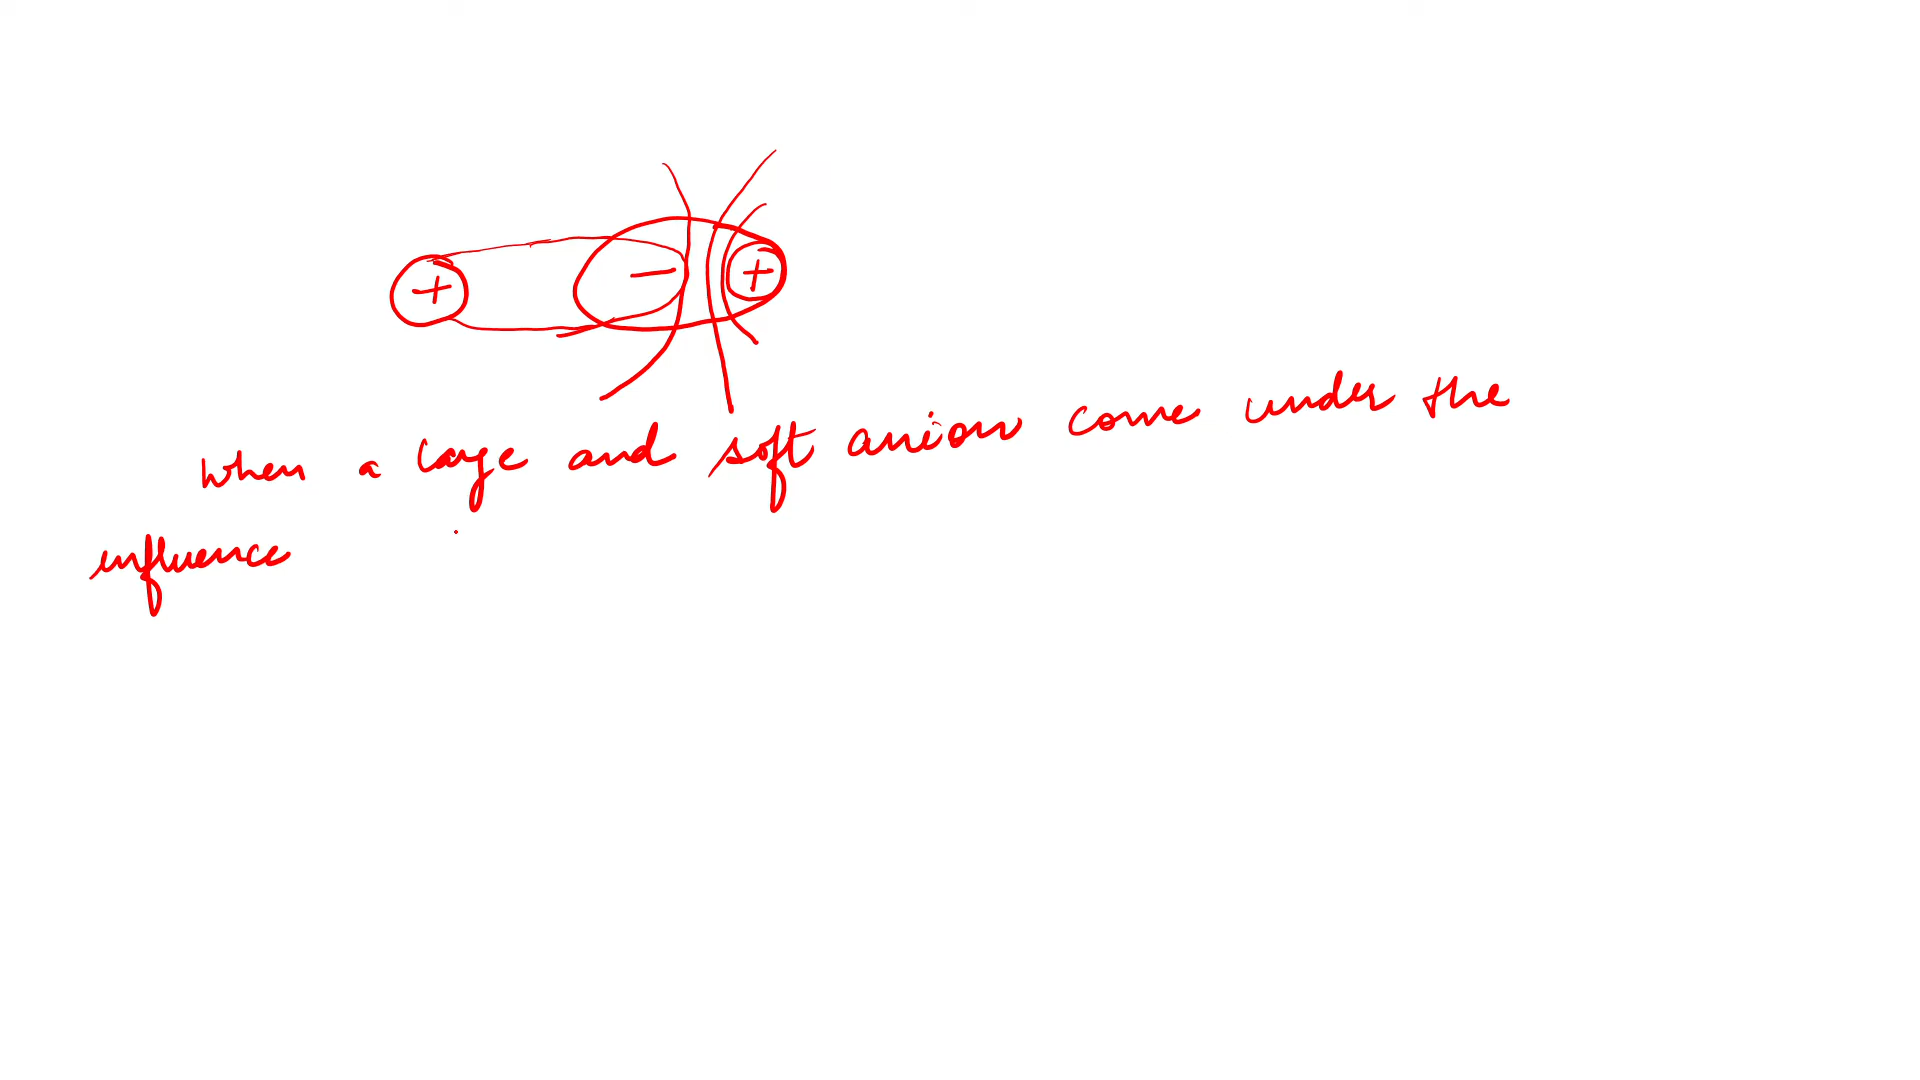 + - +
When a large and soft anion come under the
influence